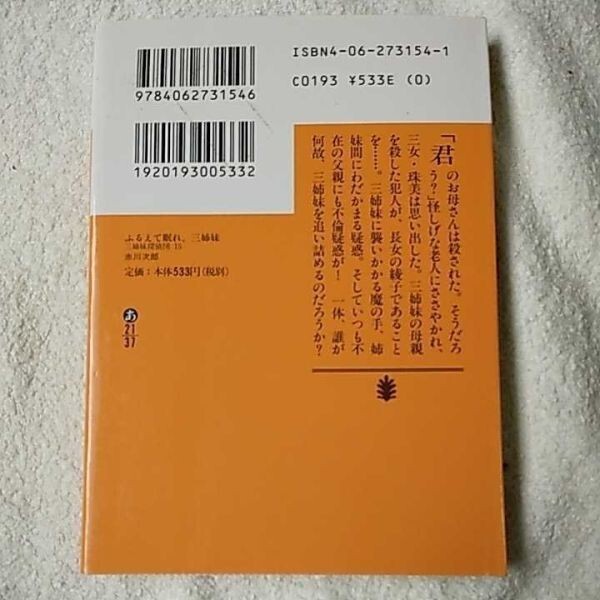 ISBN4-06-273154-1
C0193 ¥533E (0)
9784062731546
1920193005332
「君のお母さんは殺された。そうだろ
う?」怪しげな老人にささやかれ、
三女・珠美は思い出した。三姉妹の母親
を殺した犯人が、長女の綾子であること
を……。三姉妹に襲いかかる魔の手、姉
妹間にわだかまる疑惑。そしていつも不
在の父親にも不倫疑惑が! 一体、誰が
何故、三姉妹を追い詰めるのだろうか?
ふるえて眠れ、三姉妹
三姉妹探偵団15
赤川次郎
定価:本体533円(税別)
あ
21
37